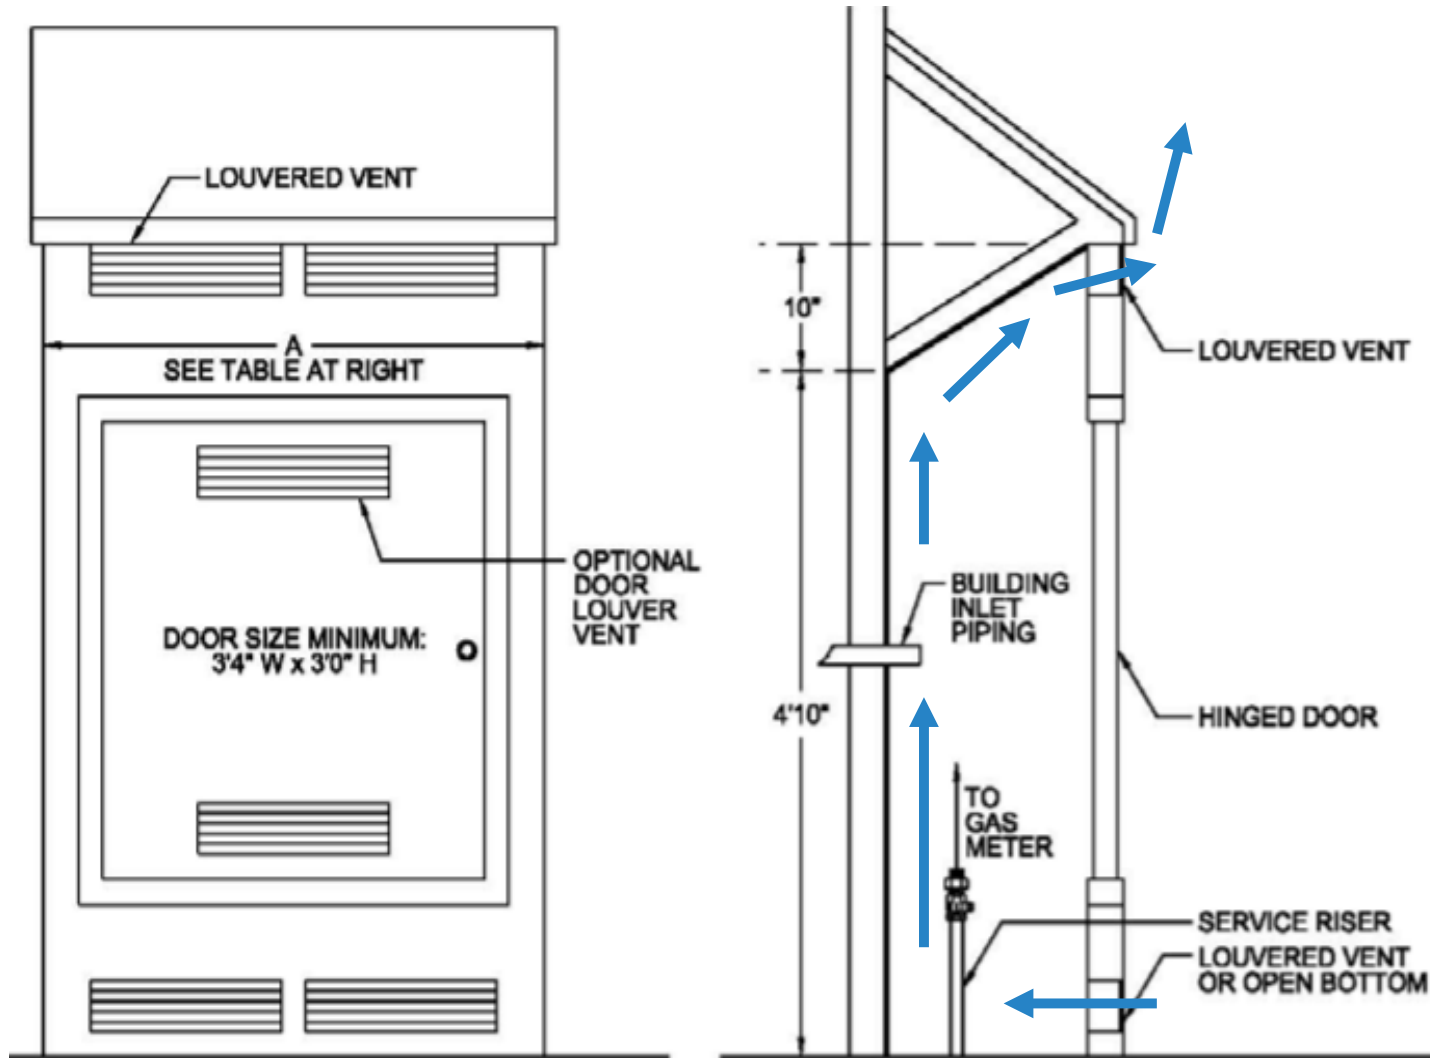 LOUVERED VENT
A
SEE TABLE AT RIGHT
OPTIONAL
DOOR
LOUVER
VENT
DOOR SIZE MINIMUM:
3'4" W x 3'0" H
10"
LOUVERED VENT
BUILDING
INLET
PIPING
4'10"
HINGED DOOR
TO
GAS
METER
SERVICE RISER
LOUVERED VENT
OR OPEN BOTTOM